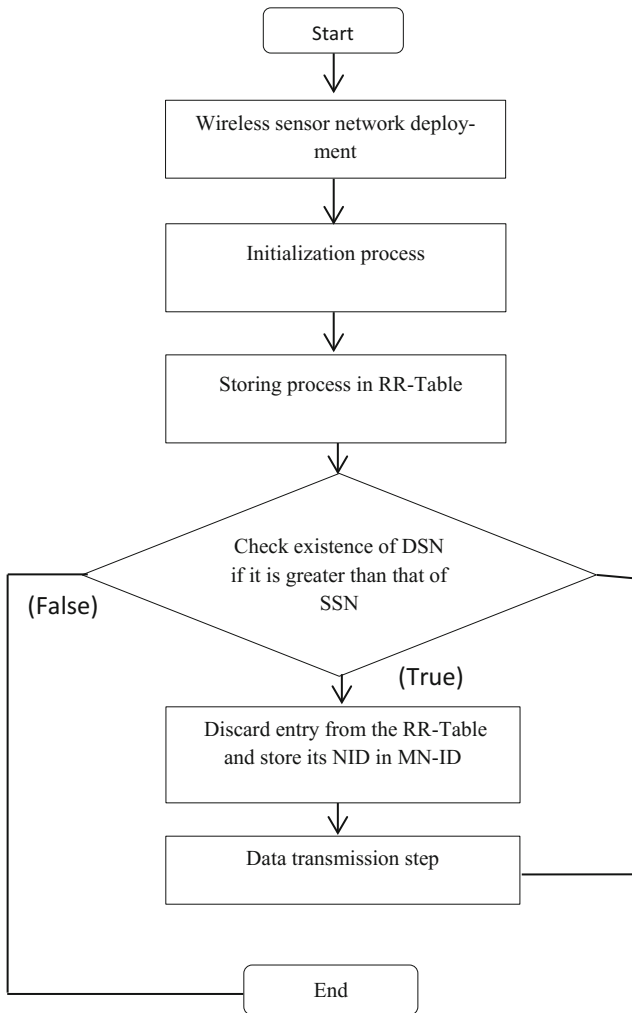 Start
Wireless sensor network deploy-
ment
Initialization process
Storing process in RR-Table
Check existence of DSN
if it is greater than that of
SSN
(False)
(True)
Discard entry from the RR-Table
and store its NID in MN-ID
Data transmission step
End